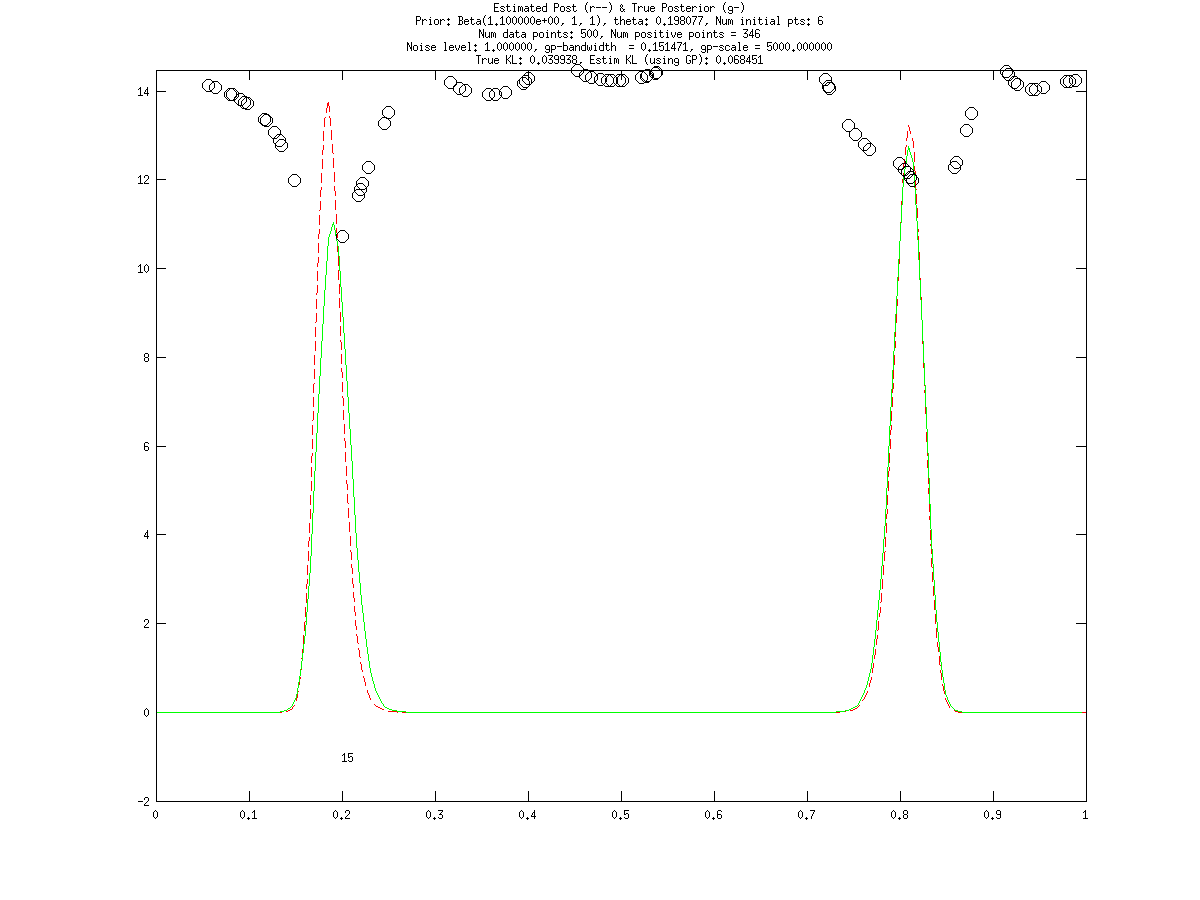 Estimated Post (r--) & True Posterior (g-)
Prior: Beta(1.100000e+00, 1, 1), theta: 0.198077, Num initial pts: 6
Num data points: 500, Num positive points = 346
Noise level: 1.000000, gp-bandwidth = 0.151471, gp-scale = 5000.000000
True KL: 0.039938, Estim KL (using GP): 0.068451
14
12
10
8
6
4
2
0
15
-2
0 0.1 0.2 0.3 0.4 0.5 0.6 0.7 0.8 0.9 1